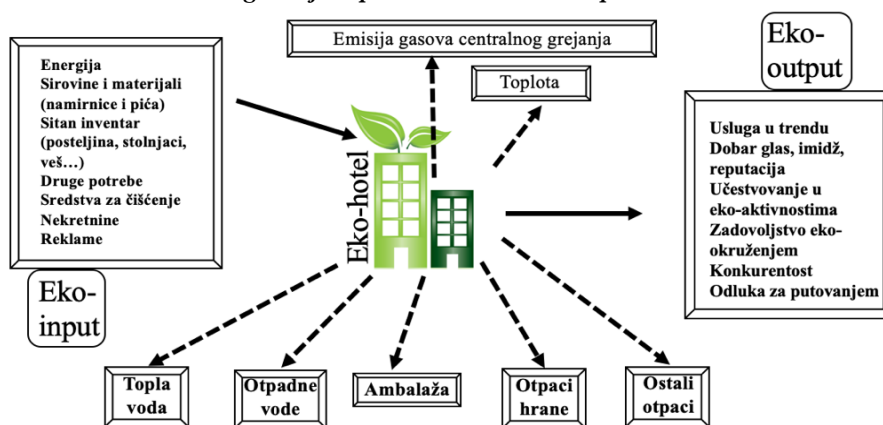 Emisija gasova centralnog grejanja
Toplota
Energija
Sirovine i materijali
(namirnice i pića)
Sitan inventar
(posteljina, stolnjaci,
veš...)
Druge potrebe
Sredstva za čišćenje
Nekretnine
Reklame
Eko-
input
Eko-hotel
Eko-
output
Usluga u trendu
Dobar glas, imidž,
reputacija
Učestvovanje u
eko-aktivnostima
Zadovoljstvo eko-
okruženjem
Konkurentost
Odluka za putovanjem
Topla
voda
Otpadne
vode
Ambalaža
Otpaci
hrane
Ostali
otpaci